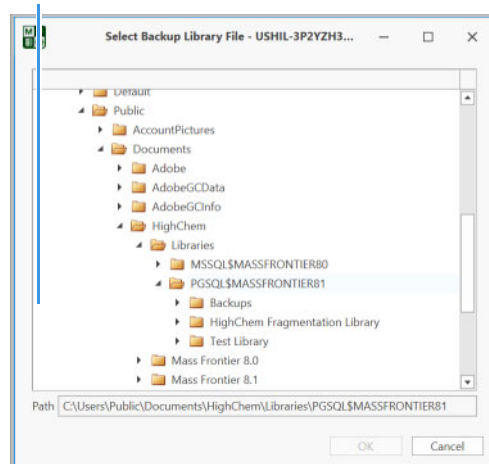 Select Backup Library File - USHIL-3P2YZH3...
Default
Public
AccountPictures
Documents
Adobe
AdobeGCData
AdobeGCInfo
HighChem
Libraries
MSSQL$MASSFRONTIER80
PGSQL$MASSFRONTIER81
Backups
HighChem Fragmentation Library
Test Library
Mass Frontier 8.0
Mass Frontier 8.1
Path C:\Users\Public\Documents\HighChem\Libraries\PGSQL$MASSFRONTIER81
OK Cancel